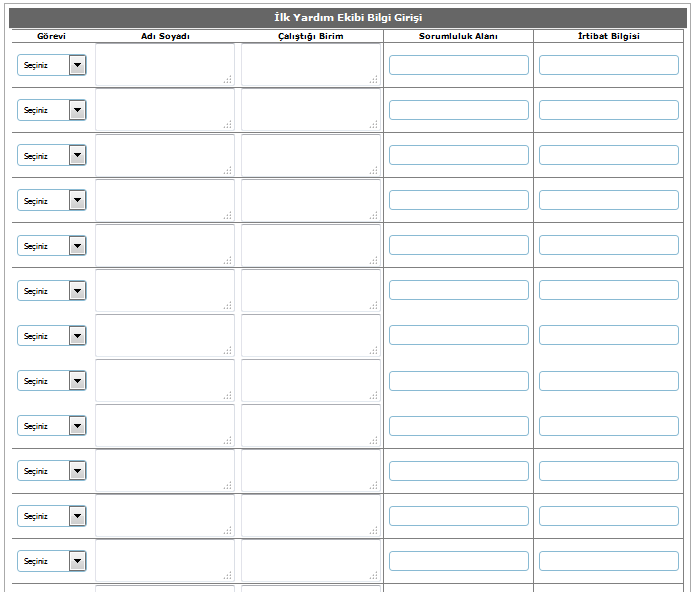 İlk Yardım Ekibi Bilgi Girişi
Görevi Adı Soyadı Çalıştığı Birim Sorumluluk Alanı İrtibat Bilgisi
Seçiniz
Seçiniz
Seçiniz
Seçiniz
Seçiniz
Seçiniz
Seçiniz
Seçiniz
Seçiniz
Seçiniz
Seçiniz
Seçiniz